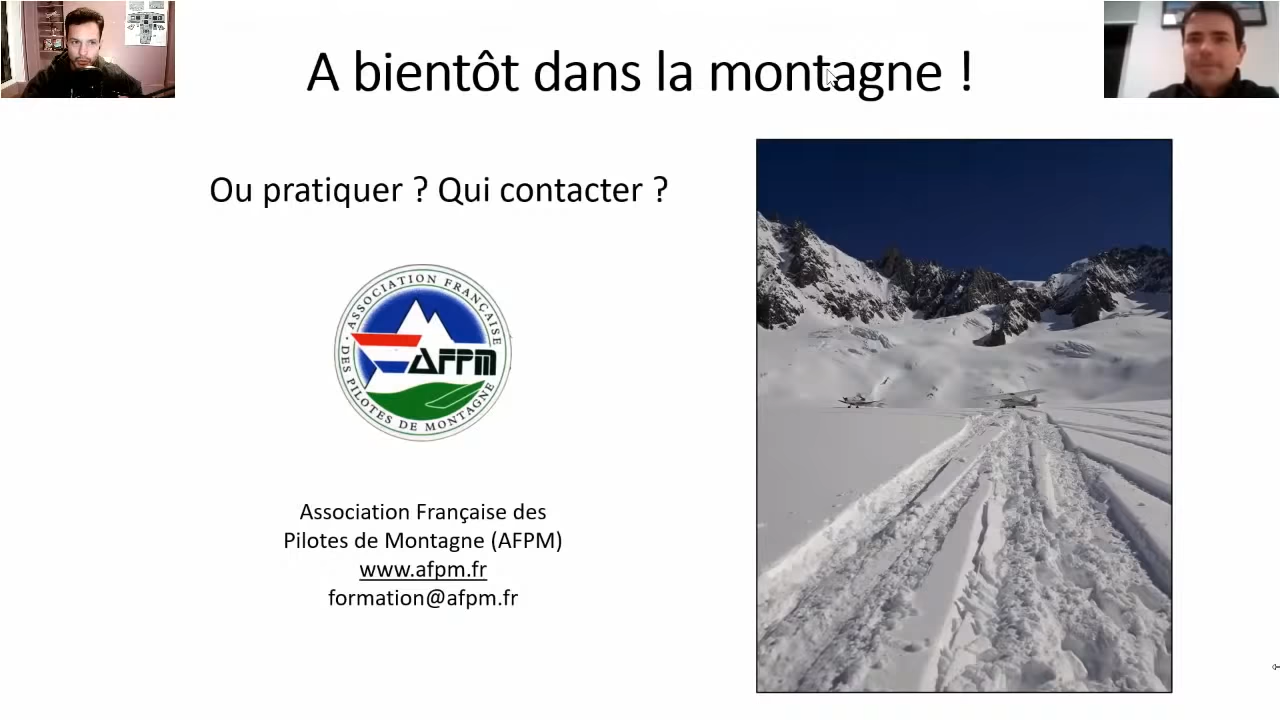 A bientôt dans la montagne !
Ou pratiquer ? Qui contacter ?
ASSOCIATION FRANÇAISE
AFPM
DES PILOTES DE MONTAGNE
Association Française des
Pilotes de Montagne (AFPM)
www.afpm.fr
formation@afpm.fr